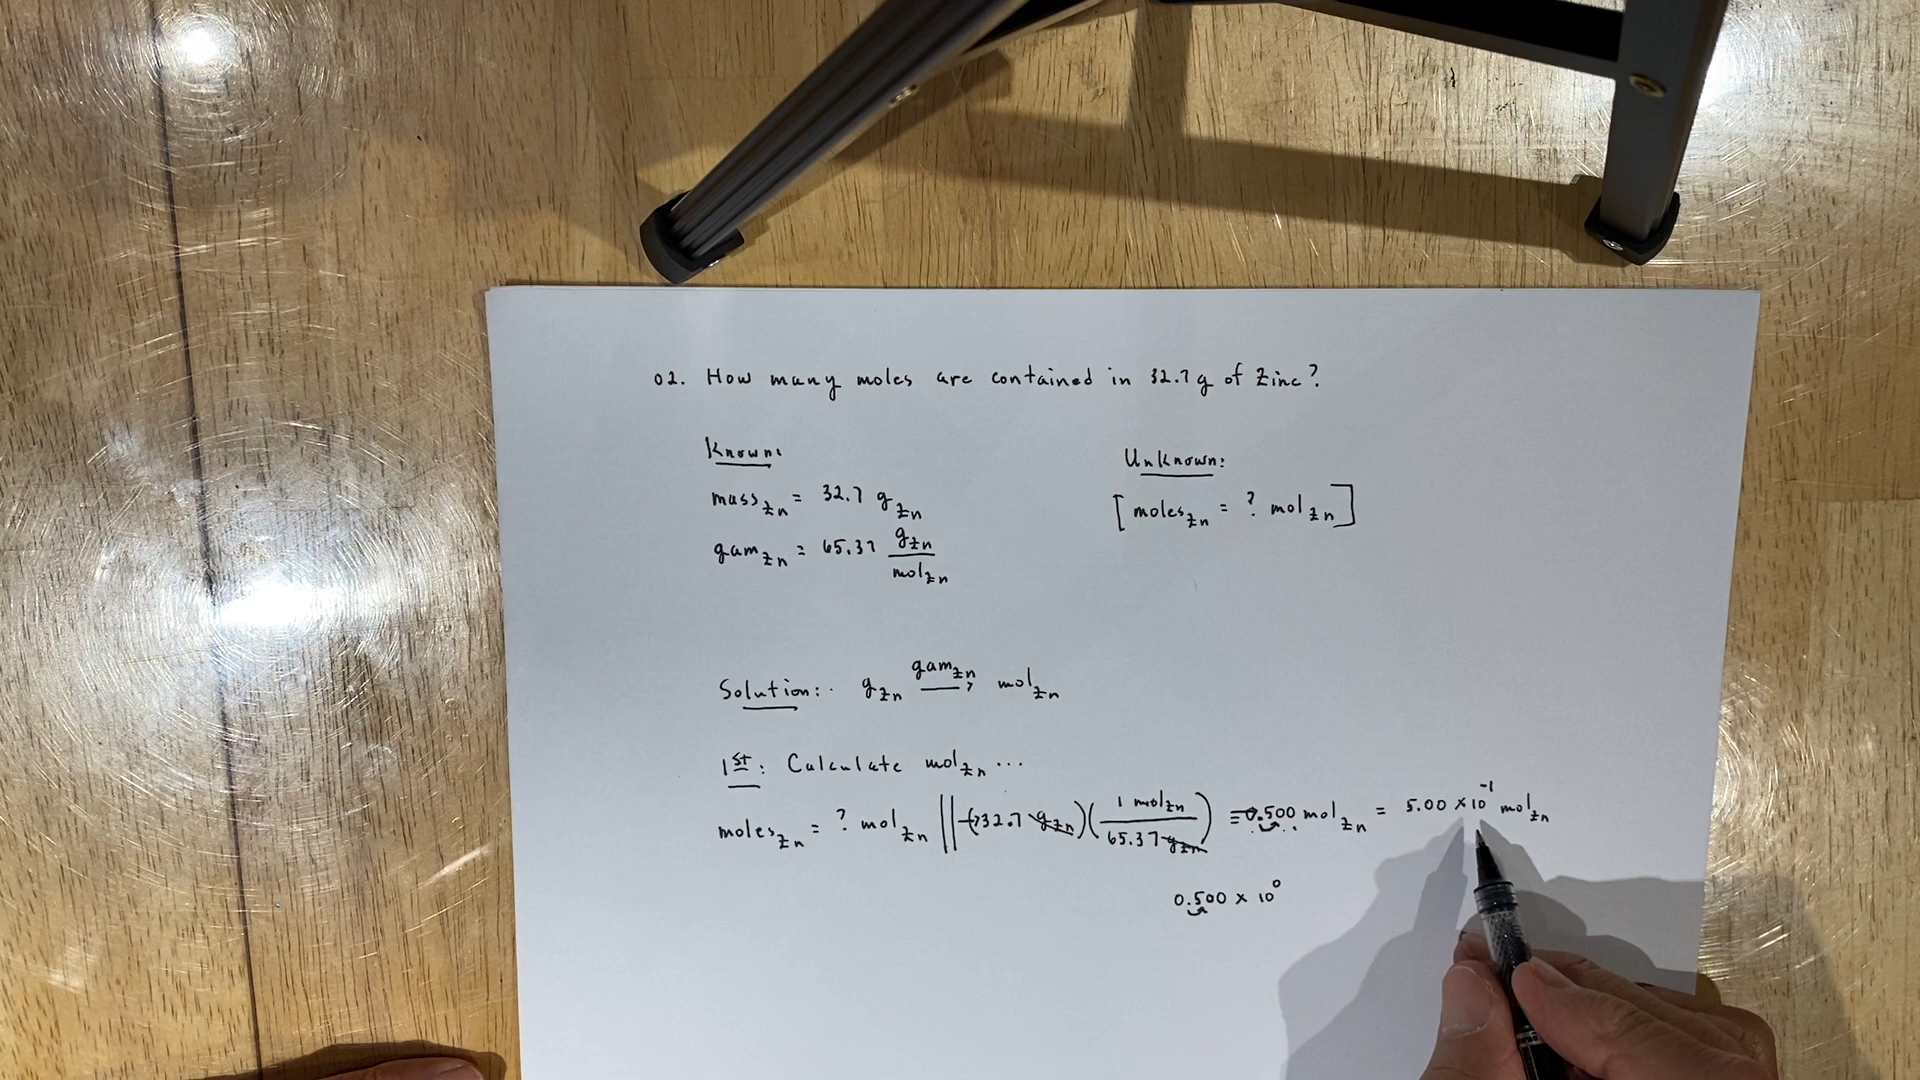 02. How many moles are contained in 32.7 g of Zinc?
Known:
Unknown:
mass Zn = 32.7 g Zn
[moles Zn = ? mol Zn]
gam Zn = 65.37 g Zn / mol Zn
Solution: g Zn gam Zn → mol Zn
1st: Calculate mol Zn ...
moles Zn = ? mol Zn || (32.7 g Zn)(1 mol Zn / 65.37 g Zn) = 0.500 mol Zn = 5.00 × 10⁻¹ mol Zn
0.500 × 10⁰